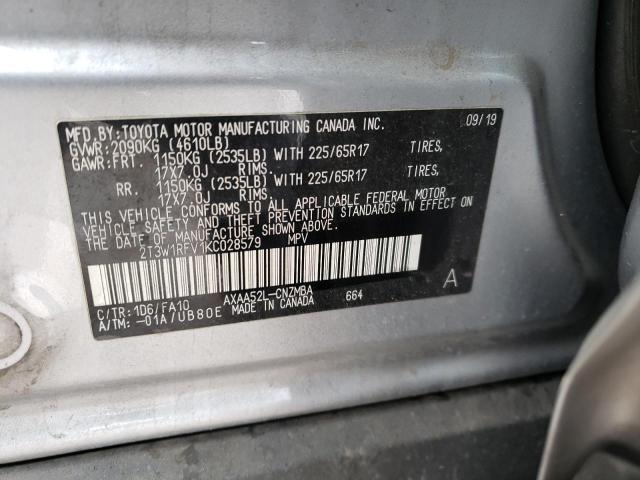 MFD. BY: TOYOTA MOTOR MANUFACTURING CANADA INC. 09/19
GVWR: 2090KG (4610LB)
GAWR: FRT. 1150KG (2535LB) WITH 225/65R17 TIRES,
17X7.0J RIMS.
RR. 1150KG (2535LB) WITH 225/65R17 TIRES,
17X7.0J RIMS.
THIS VEHICLE CONFORMS TO ALL APPLICABLE FEDERAL MOTOR
VEHICLE SAFETY AND THEFT PREVENTION STANDARDS IN EFFECT ON
THE DATE OF MANUFACTURE SHOWN ABOVE.
2T3W1RFV1KC028579 MPV
A
C/TR: 1D6/FA10 AXAA52L-CNZMBA
A/TM: -01A/UB80E MADE IN CANADA 664